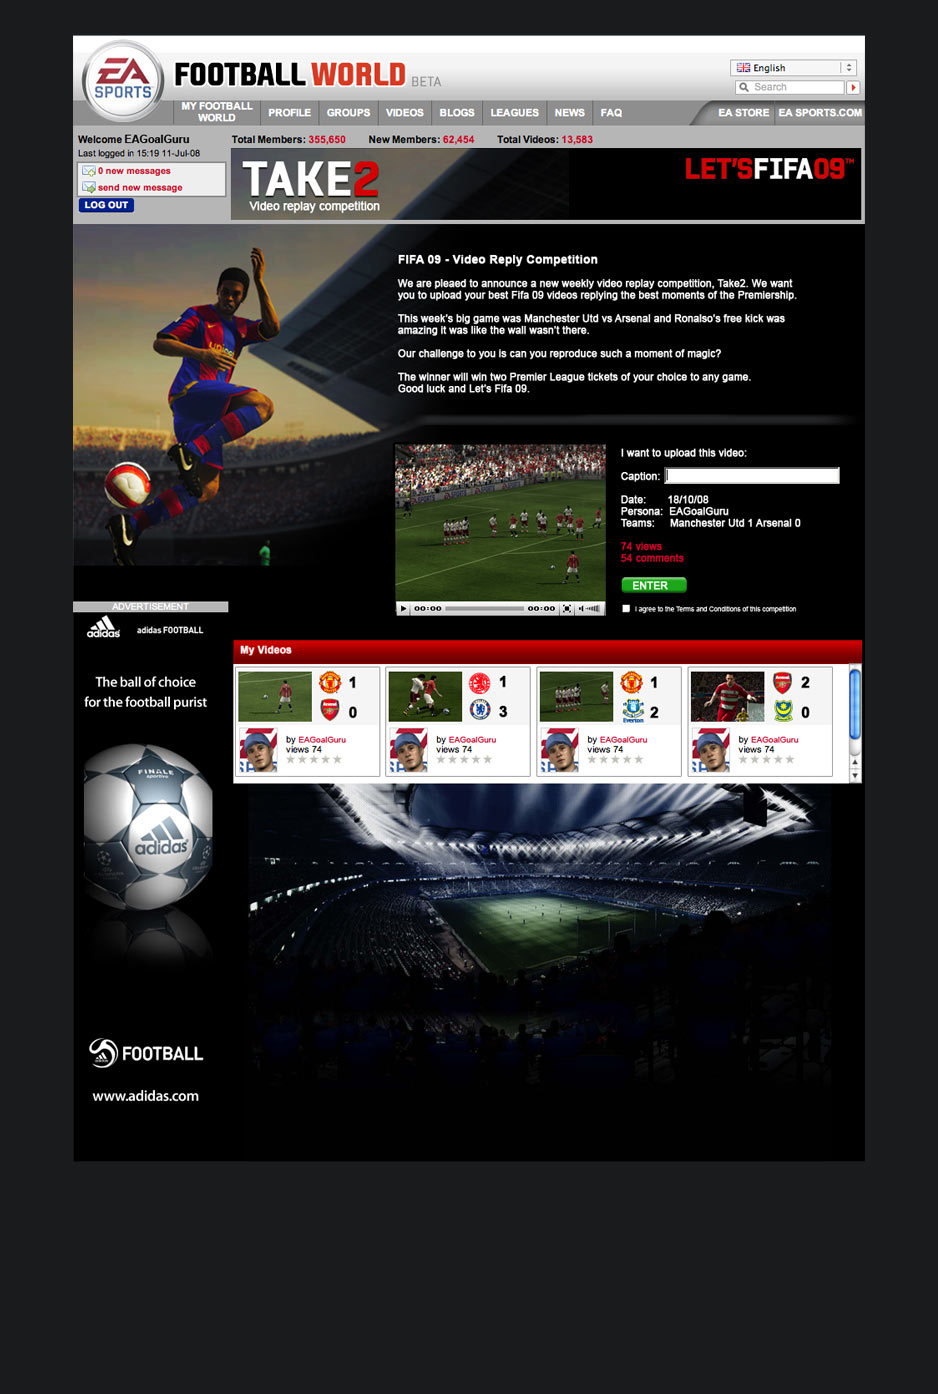 EA SPORTS
FOOTBALL WORLD BETA
English
Search
MY FOOTBALL WORLD
PROFILE
GROUPS
VIDEOS
BLOGS
LEAGUES
NEWS
FAQ
EA STORE
EA SPORTS.COM
Welcome EAGoalGuru
Last logged in 15:19 11-Jul-08
0 new messages
send new message
LOG OUT
Total Members: 355,650 New Members: 62,454 Total Videos: 13,583
TAKE2
Video replay competition
LET'SFIFA09™
FIFA 09 - Video Reply Competition
We are pleaed to announce a new weekly video replay competition, Take2. We want
you to upload your best Fifa 09 videos replying the best moments of the Premiership.
This week's big game was Manchester Utd vs Arsenal and Ronalso's free kick was
amazing it was like the wall wasn't there.
Our challenge to you is can you reproduce such a moment of magic?
The winner will win two Premier League tickets of your choice to any game.
Good luck and Let's Fifa 09.
unicef
00:00 00:00
I want to upload this video:
Caption:
Date: 18/10/08
Persona: EAGoalGuru
Teams: Manchester Utd 1 Arsenal 0
74 views
54 comments
ENTER
I agree to the Terms and Conditions of this competition
ADVERTISEMENT
adidas adidas FOOTBALL
The ball of choice
for the football purist
FINALE
adidas
FOOTBALL
www.adidas.com
My Videos
1
Arsenal 0
by EAGoalGuru
views 74
1
3
by EAGoalGuru
views 74
1
Everton 2
by EAGoalGuru
views 74
Arsenal 2
0
by EAGoalGuru
views 74